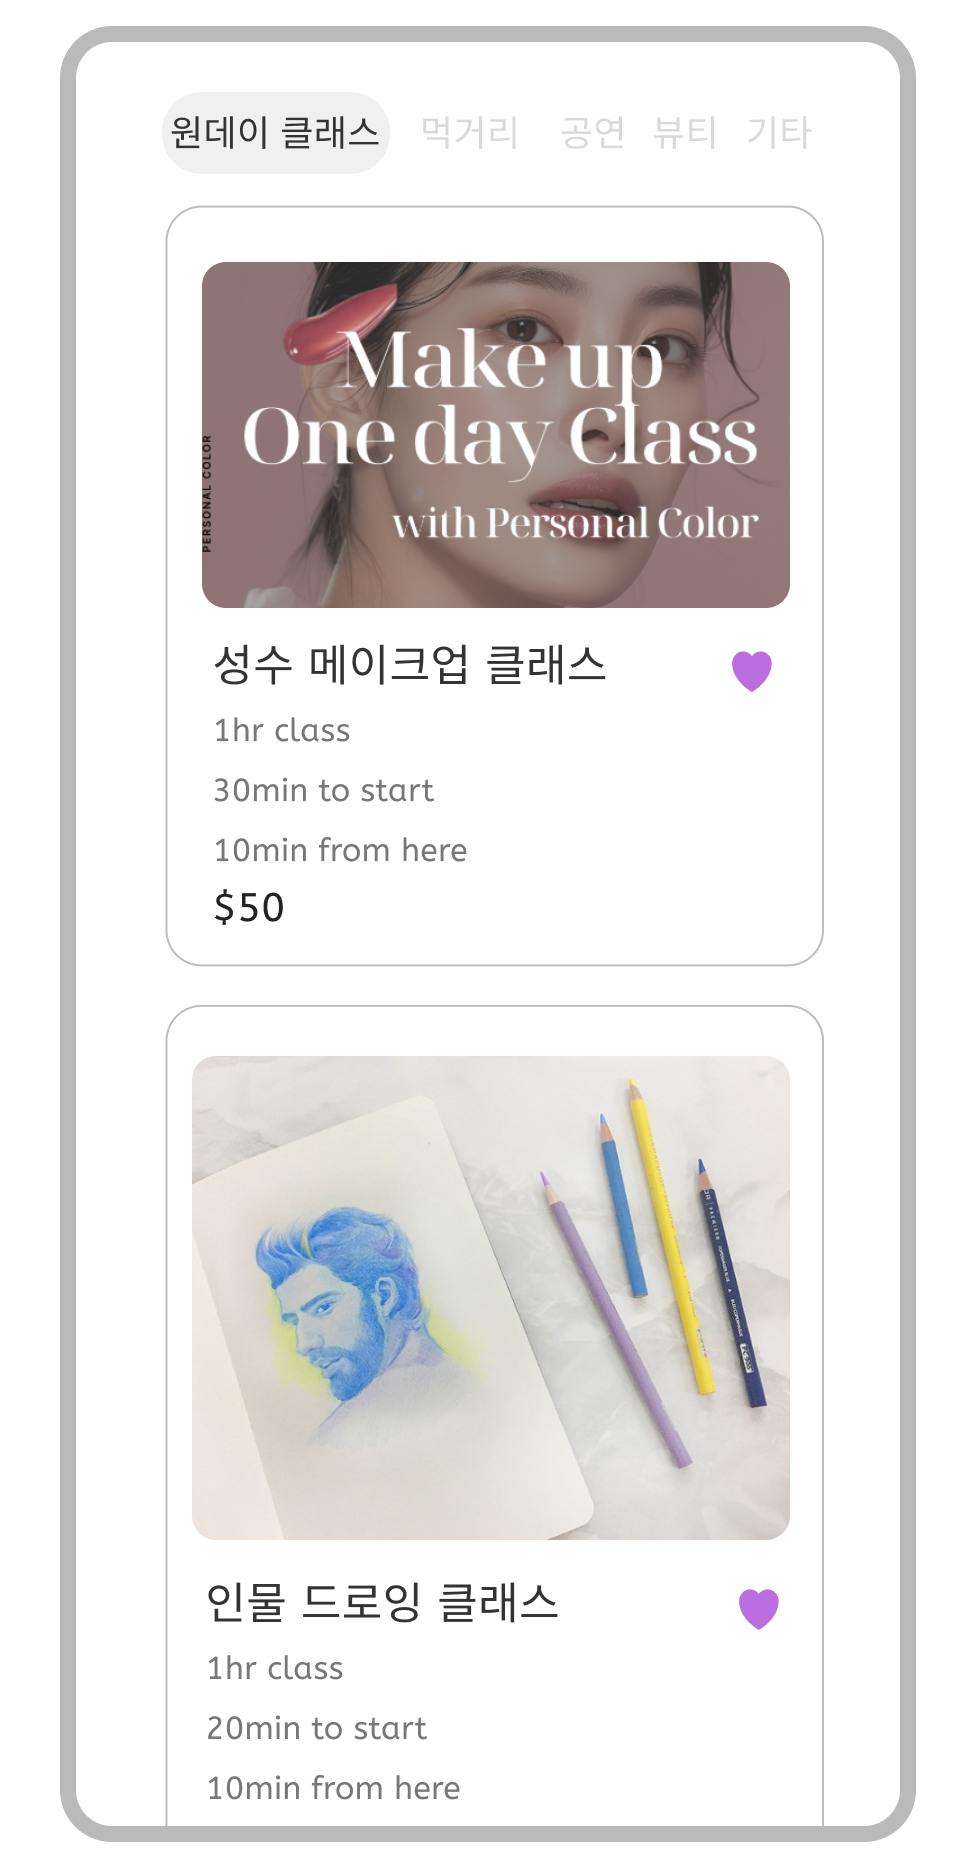 원데이 클래스 먹거리 공연 뷰티 기타
Make up
One day Class
with Personal Color
PERSONAL COLOR
성수 메이크업 클래스
1hr class
30min to start
10min from here
$50
인물 드로잉 클래스
1hr class
20min to start
10min from here